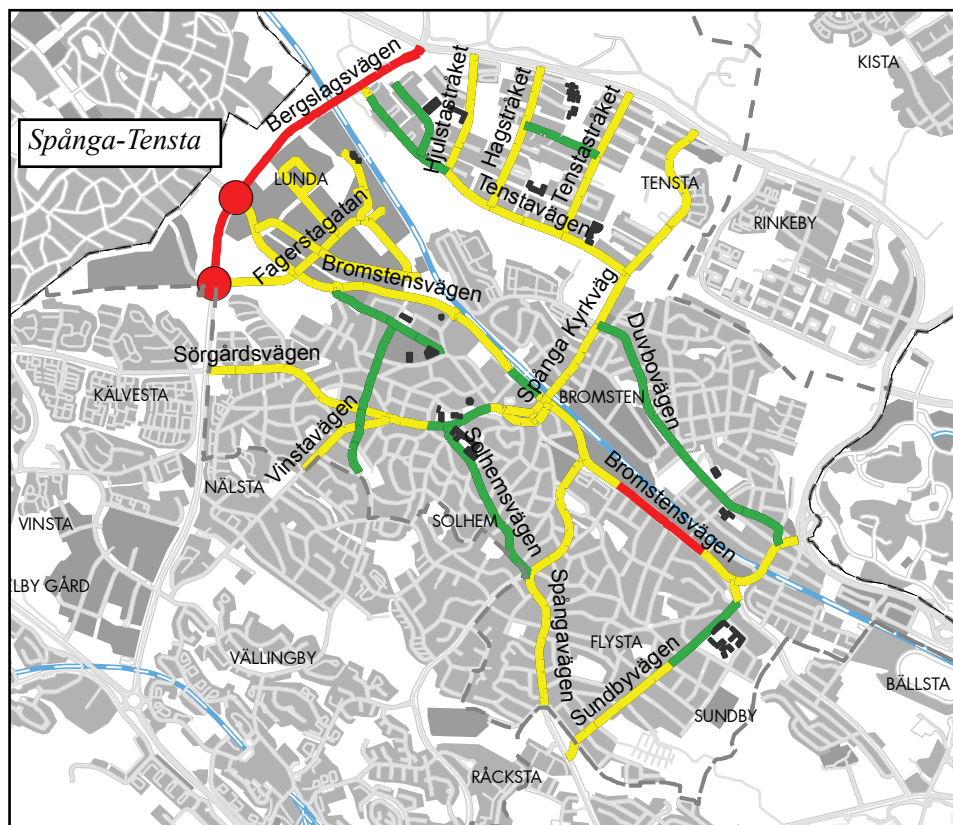 Bergslagsvägen
KISTA
Spånga-Tensta
Hjulstastråket
Hagstråket
Tenstastråket
LUNDA
TENSTA
Tenstavägen
RINKEBY
Fagerstagatan
Bromstensvägen
Spånga Kyrkväg
Duvbovägen
Sörgårdsvägen
KÄLVESTA
BROMSTEN
Vinstavägen
Solhemsvägen
Bromstensvägen
NÄLSTA
VINSTA
SOLHEM
ELBY GÅRD
Spångavägen
FLYSTA
VÄLLINGBY
Sundbyvägen
BÄLLSTA
SUNDBY
RÅCKSTA